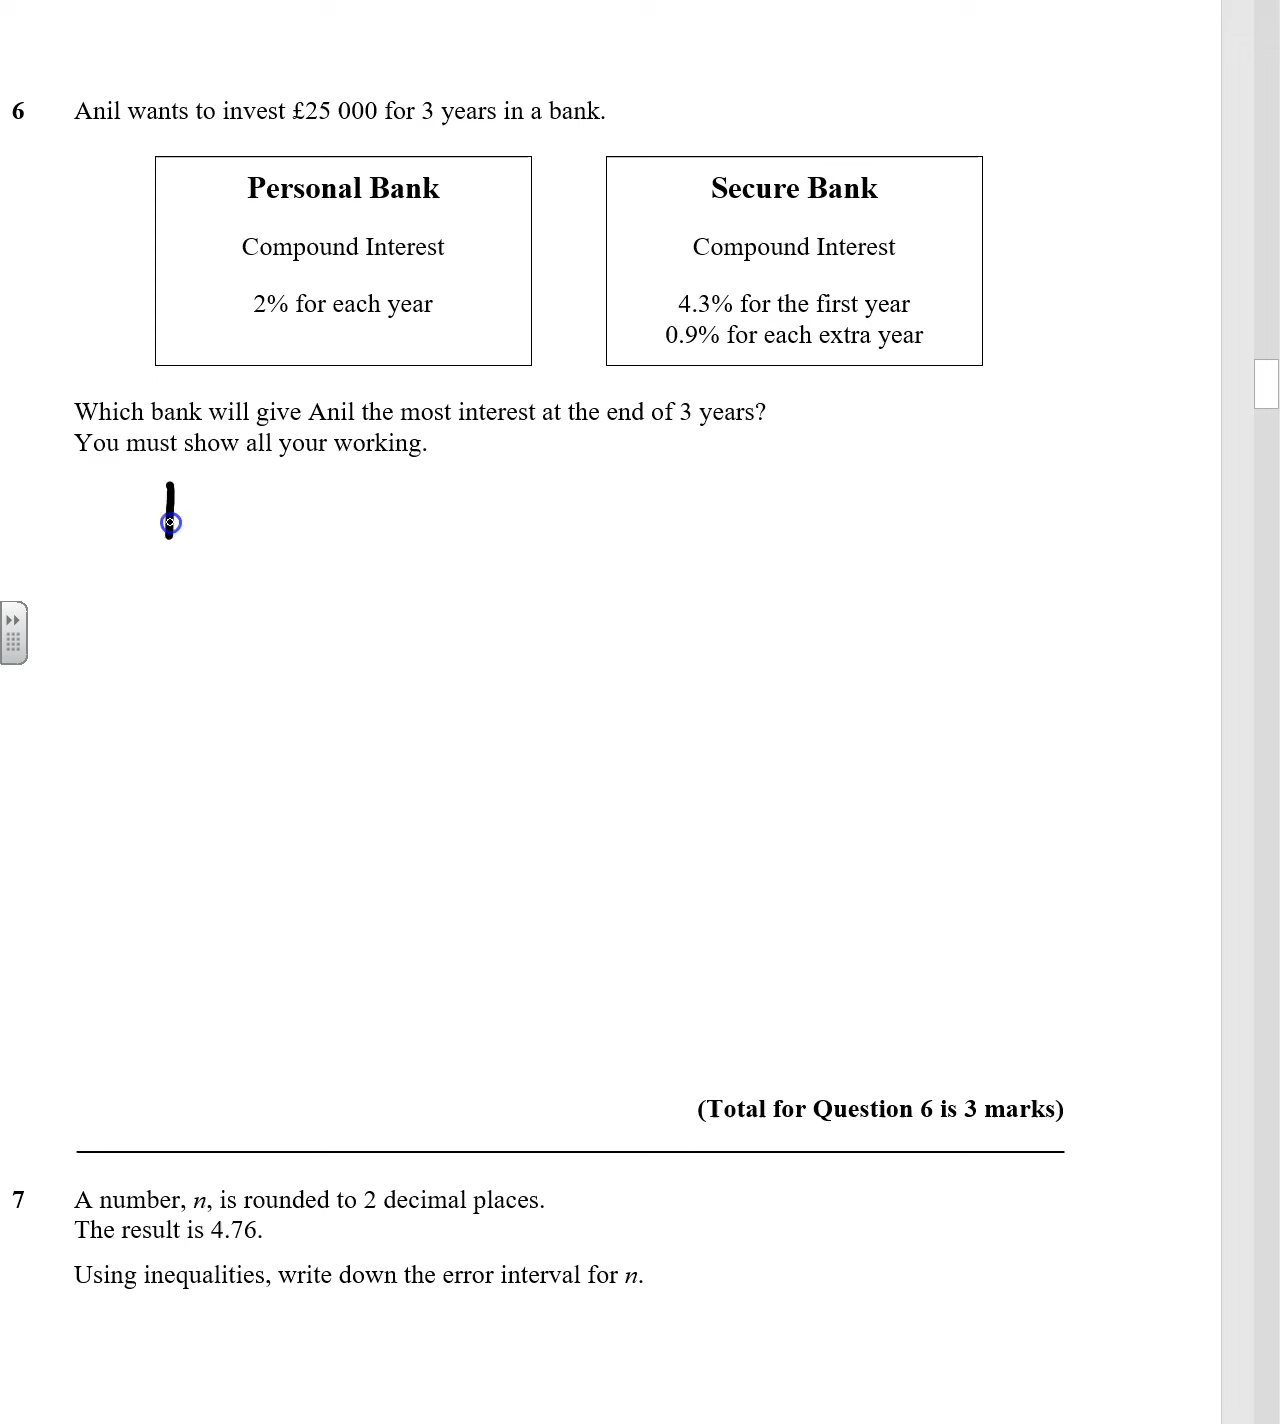 6 Anil wants to invest £25 000 for 3 years in a bank.
Personal Bank
Compound Interest
2% for each year
Secure Bank
Compound Interest
4.3% for the first year
0.9% for each extra year
Which bank will give Anil the most interest at the end of 3 years?
You must show all your working.
(Total for Question 6 is 3 marks)
7 A number, n, is rounded to 2 decimal places.
The result is 4.76.
Using inequalities, write down the error interval for n.